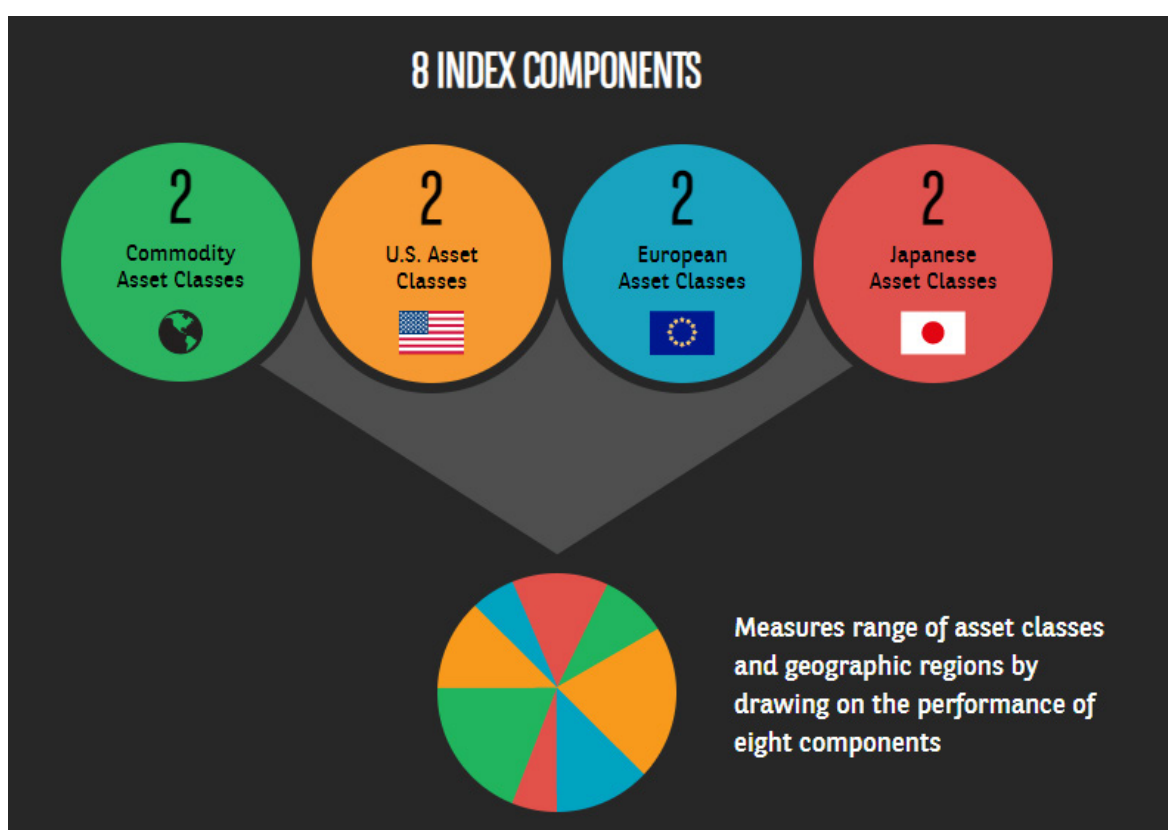 8 INDEX COMPONENTS
2
Commodity
Asset Classes
2
U.S. Asset
Classes
2
European
Asset Classes
2
Japanese
Asset Classes
Measures range of asset classes
and geographic regions by
drawing on the performance of
eight components